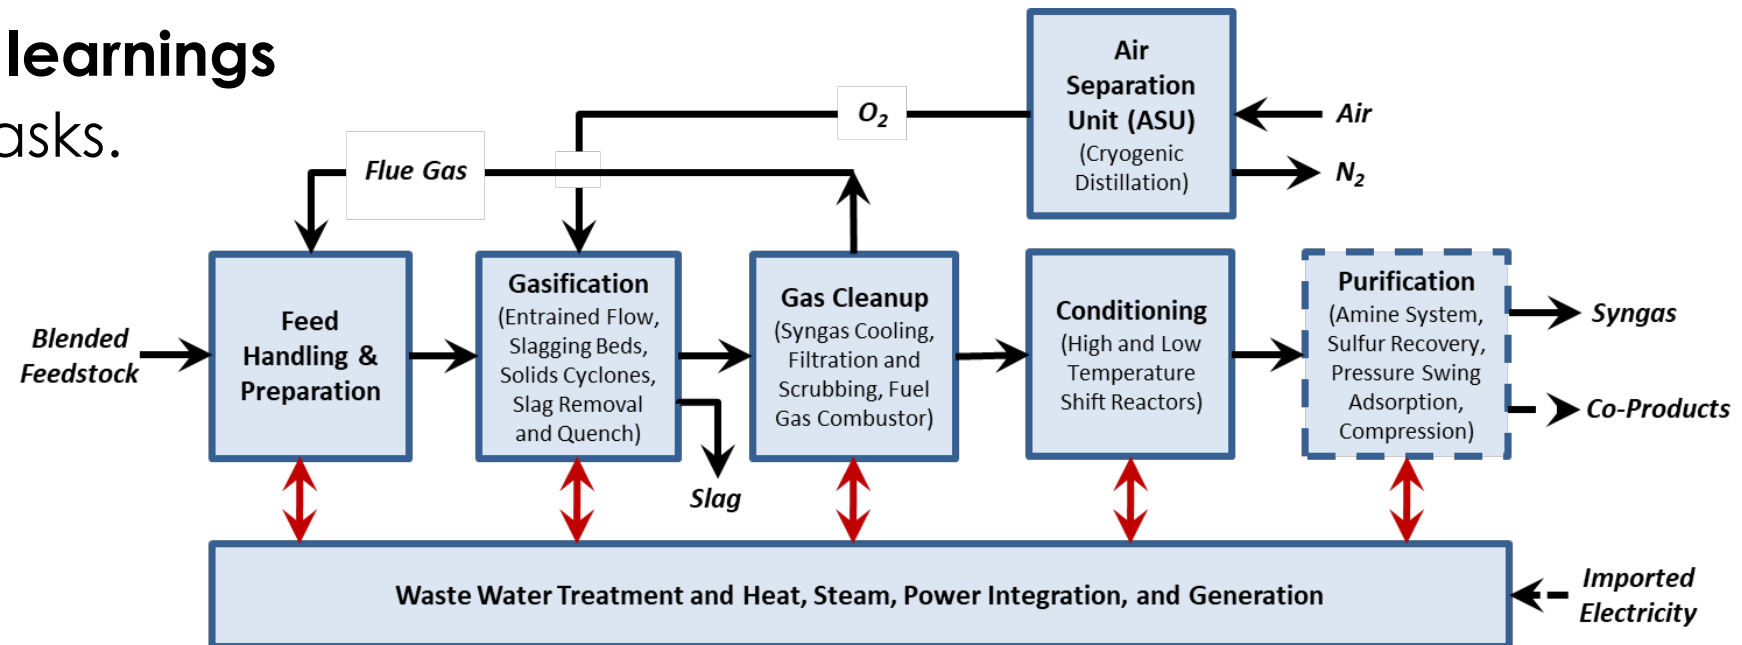 learnings
asks.
Air
Separation
Unit (ASU)
(Cryogenic
Distillation)
O2
Air
N2
Flue Gas
Blended
Feedstock
Feed
Handling &
Preparation
Gasification
(Entrained Flow,
Slagging Beds,
Solids Cyclones,
Slag Removal
and Quench)
Slag
Gas Cleanup
(Syngas Cooling,
Filtration and
Scrubbing, Fuel
Gas Combustor)
Conditioning
(High and Low
Temperature
Shift Reactors)
Purification
(Amine System,
Sulfur Recovery,
Pressure Swing
Adsorption,
Compression)
Syngas
Co-Products
Waste Water Treatment and Heat, Steam, Power Integration, and Generation
Imported
Electricity